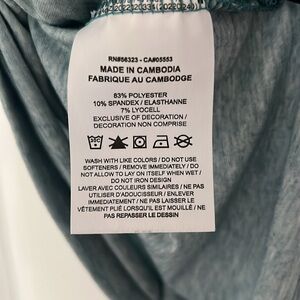 RN#56323 - CA#05553
MADE IN CAMBODIA
FABRIQUE AU CAMBODGE
83% POLYESTER
10% SPANDEX / ELASTHANNE
7% LYOCELL
EXCLUSIVE OF DECORATION /
DECORATION NON COMPRISE
WASH WITH LIKE COLORS / DO NOT USE
SOFTENERS / REMOVE IMMEDIATELY / DO
NOT ALLOW TO LAY ON ITSELF WHEN WET /
DO NOT IRON DESIGN
LAVER AVEC COULEURS SIMILAIRES / NE PAS
UTILISER D'ADOUCISSEUR / ENLEVER
IMMÉDIATEMENT / NE PAS LAISSER LE
VÊTEMENT PLIÉ LORSQU'IL EST MOUILLÉ / NE
PAS REPASSER LE DESSIN